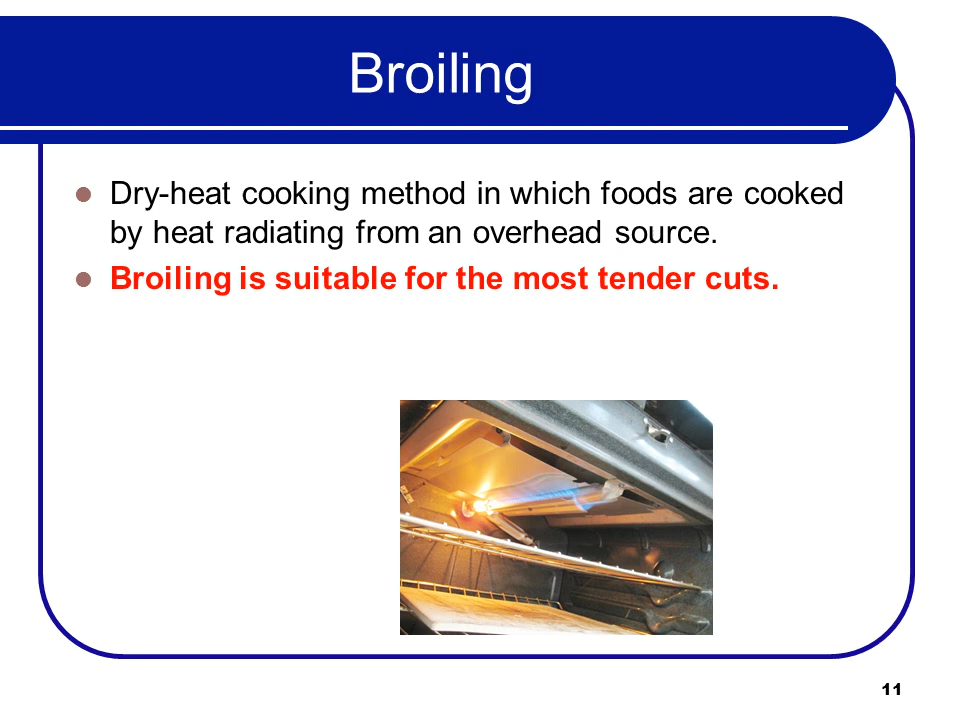 Broiling
Dry-heat cooking method in which foods are cooked
by heat radiating from an overhead source.
Broiling is suitable for the most tender cuts.
11